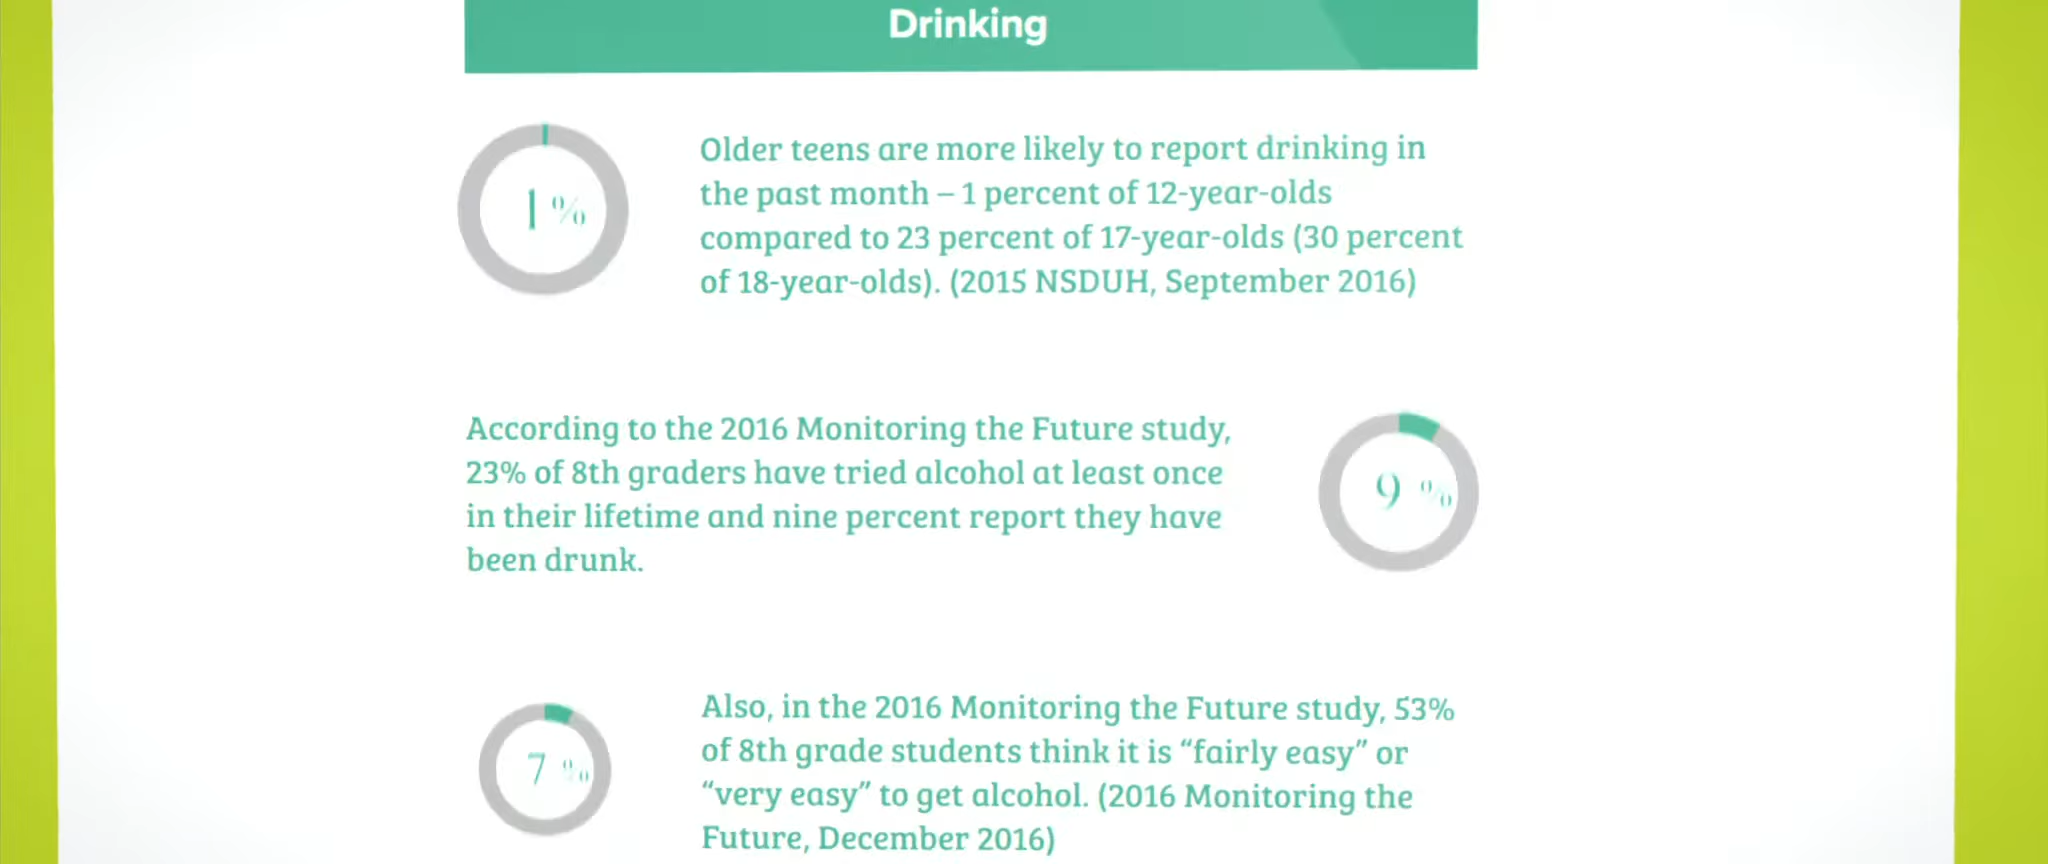 Drinking
1 %
Older teens are more likely to report drinking in
the past month – 1 percent of 12-year-olds
compared to 23 percent of 17-year-olds (30 percent
of 18-year-olds). (2015 NSDUH, September 2016)
According to the 2016 Monitoring the Future study,
23% of 8th graders have tried alcohol at least once
in their lifetime and nine percent report they have
been drunk.
9 %
7 %
Also, in the 2016 Monitoring the Future study, 53%
of 8th grade students think it is “fairly easy” or
“very easy” to get alcohol. (2016 Monitoring the
Future, December 2016)